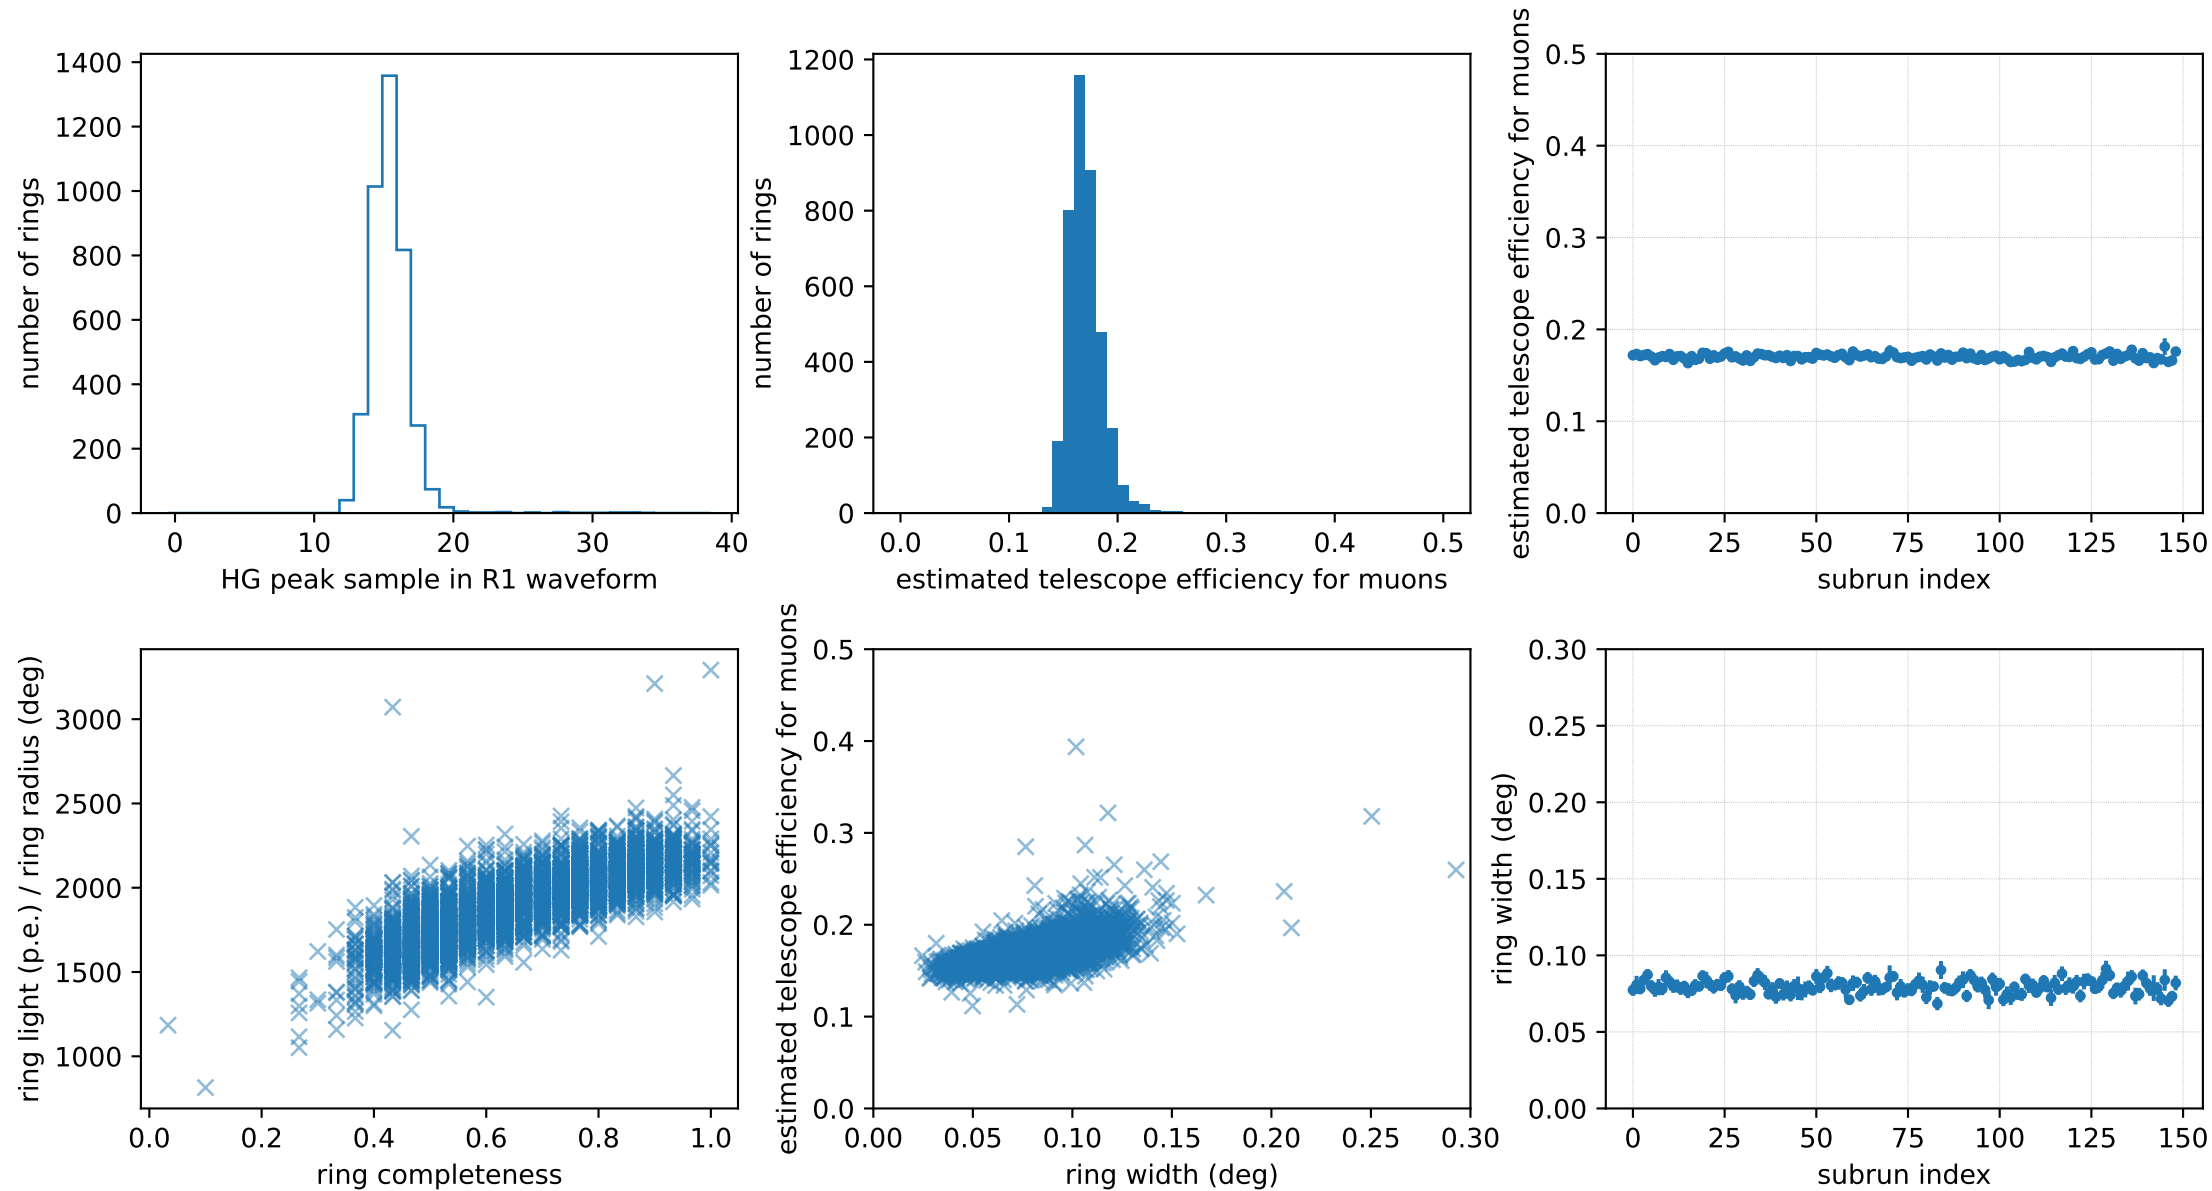 1400
1200
1000
800
600
400
200
0
number of rings
0 10 20 30 40
HG peak sample in R1 waveform
1200
1000
800
600
400
200
0
number of rings
0.0 0.1 0.2 0.3 0.4 0.5
estimated telescope efficiency for muons
0.5
0.4
0.3
0.2
0.1
0.0
estimated telescope efficiency for muons
0 25 50 75 100 125 150
subrun index
3000
2500
2000
1500
1000
ring light (p.e.) / ring radius (deg)
0.0 0.2 0.4 0.6 0.8 1.0
ring completeness
0.5
0.4
0.3
0.2
0.1
0.0
estimated telescope efficiency for muons
0.00 0.05 0.10 0.15 0.20 0.25 0.30
ring width (deg)
0.30
0.25
0.20
0.15
0.10
0.05
0.00
ring width (deg)
0 25 50 75 100 125 150
subrun index